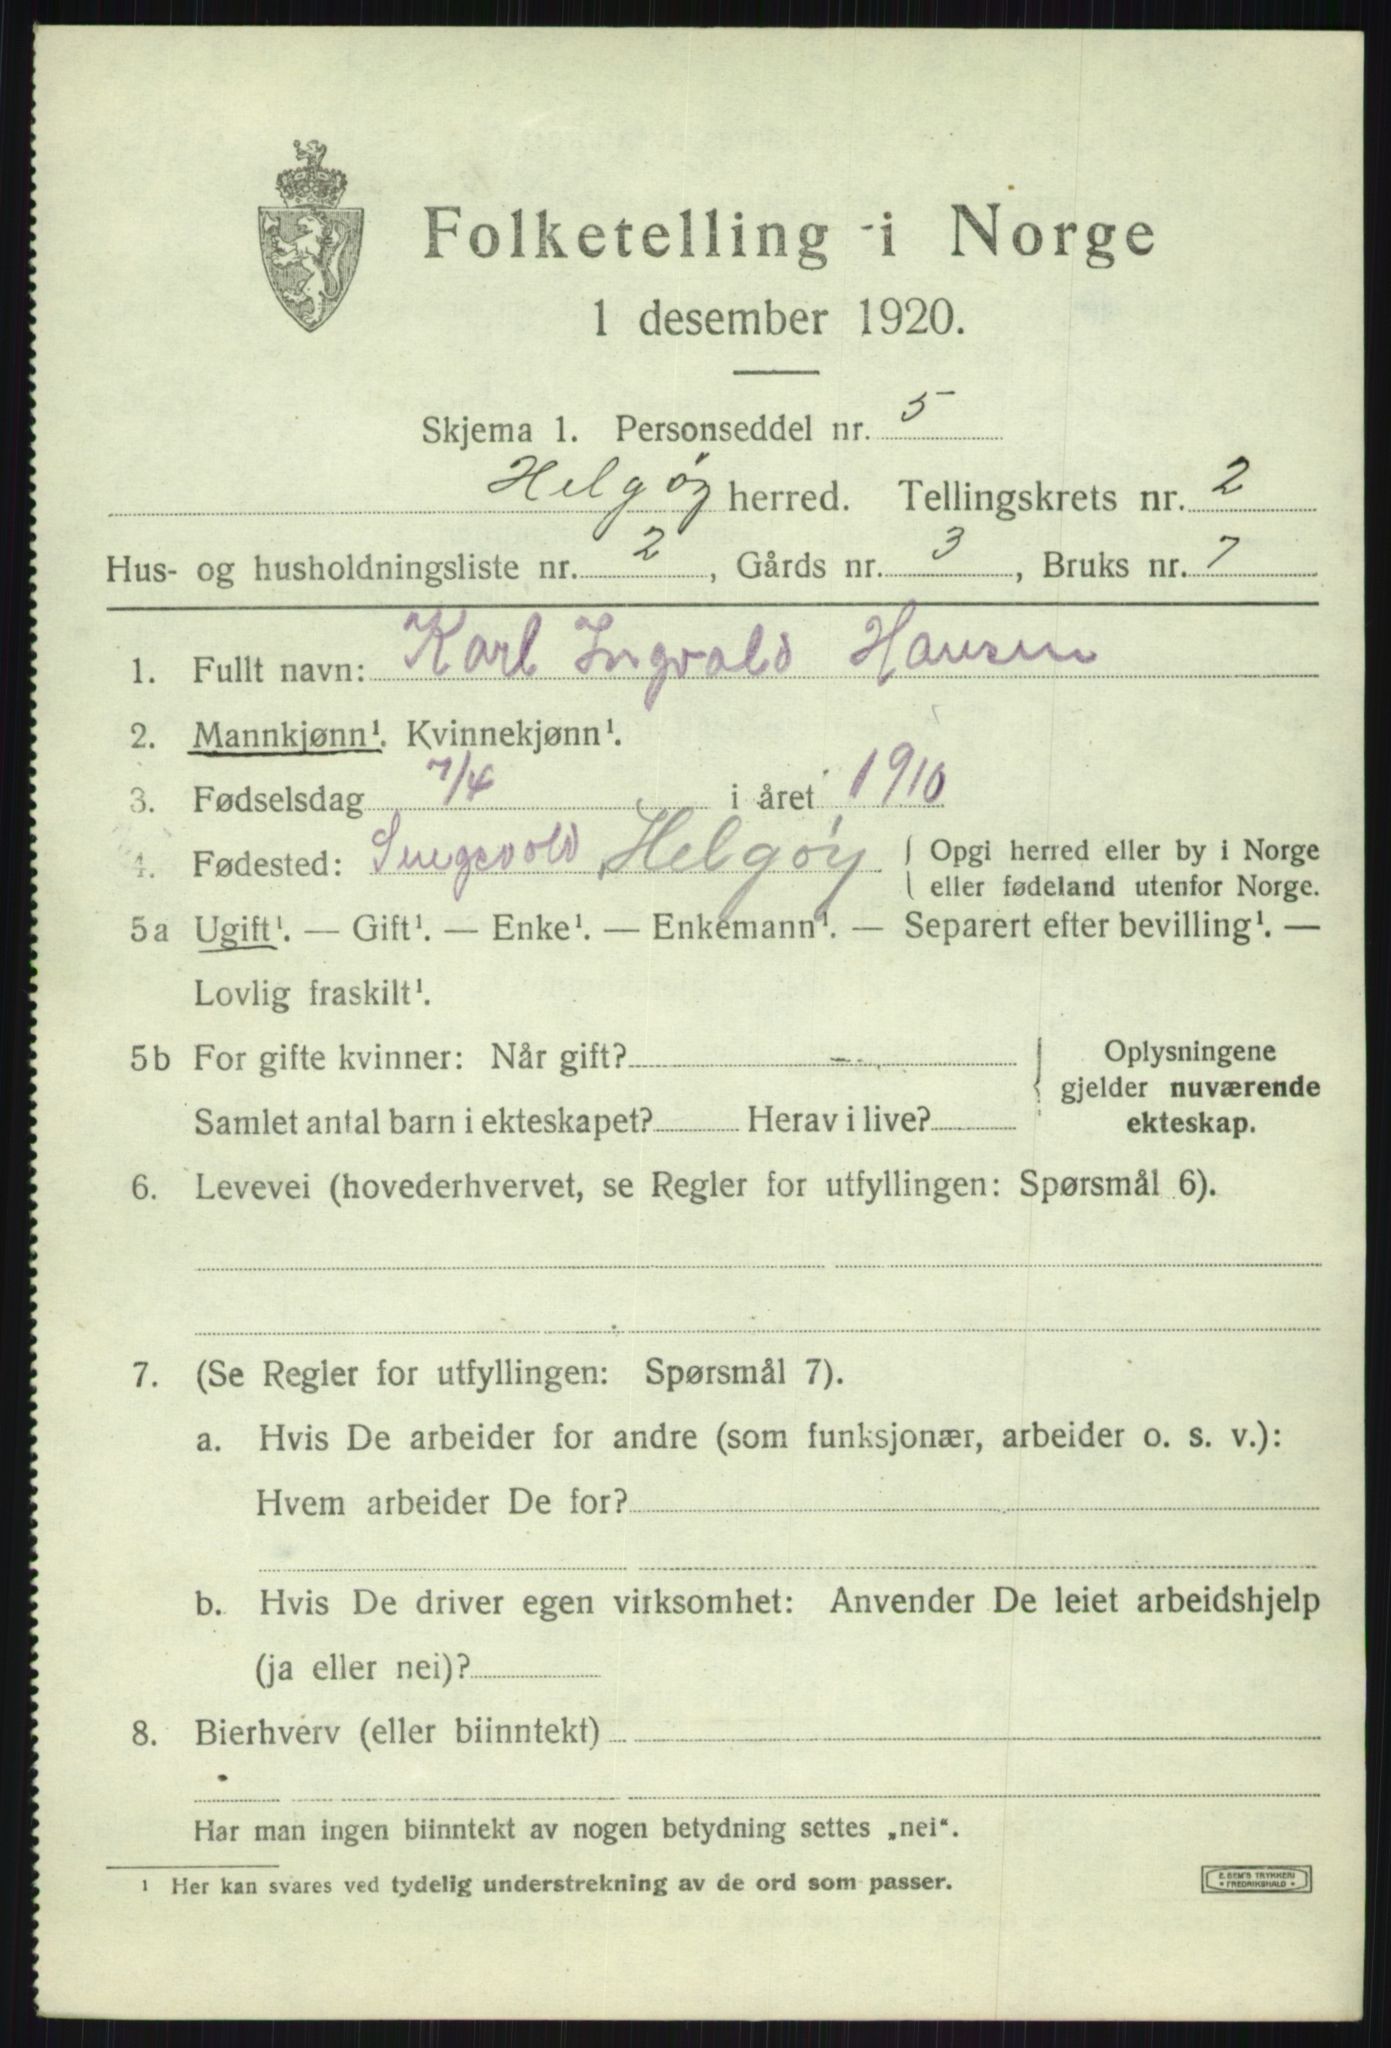 Folketelling i Norge
1 desember 1920.
Skjema 1. Personseddel nr. 5
Helgøy herred. Tellingskrets nr. 2
Hus- og husholdningsliste nr. 2, Gårds nr. 3, Bruks nr. 7
1. Fullt navn: Karl Ingvald Hansen
2. Mannkjønn¹. Kvinnekjønn¹.
3. Fødselsdag 7/4 i året 1910
4. Fødested: Helgøy { Opgi herred eller by i Norge
eller fødeland utenfor Norge.
5a Ugift¹. — Gift¹. — Enke¹. — Enkemann¹. — Separert efter bevilling¹. —
Lovlig fraskilt¹.
5b For gifte kvinner: Når gift? —
Samlet antal barn i ekteskapet? Herav i live?
{ Oplysningene
gjelder nuværende
ekteskap.
6. Levevei (hovederhvervet, se Regler for utfyllingen: Spørsmål 6).
7. (Se Regler for utfyllingen: Spørsmål 7).
a. Hvis De arbeider for andre (som funksjonær, arbeider o. s. v.):
Hvem arbeider De for?
b. Hvis De driver egen virksomhet: Anvender De leiet arbeidshjelp
(ja eller nei)?
8. Bierhverv (eller biinntekt)
Har man ingen biinntekt av nogen betydning settes „nei“.
¹ Her kan svares ved tydelig understrekning av de ord som passer.
E. SEM'S TRYKKERI
• FREDRIKSHALD •